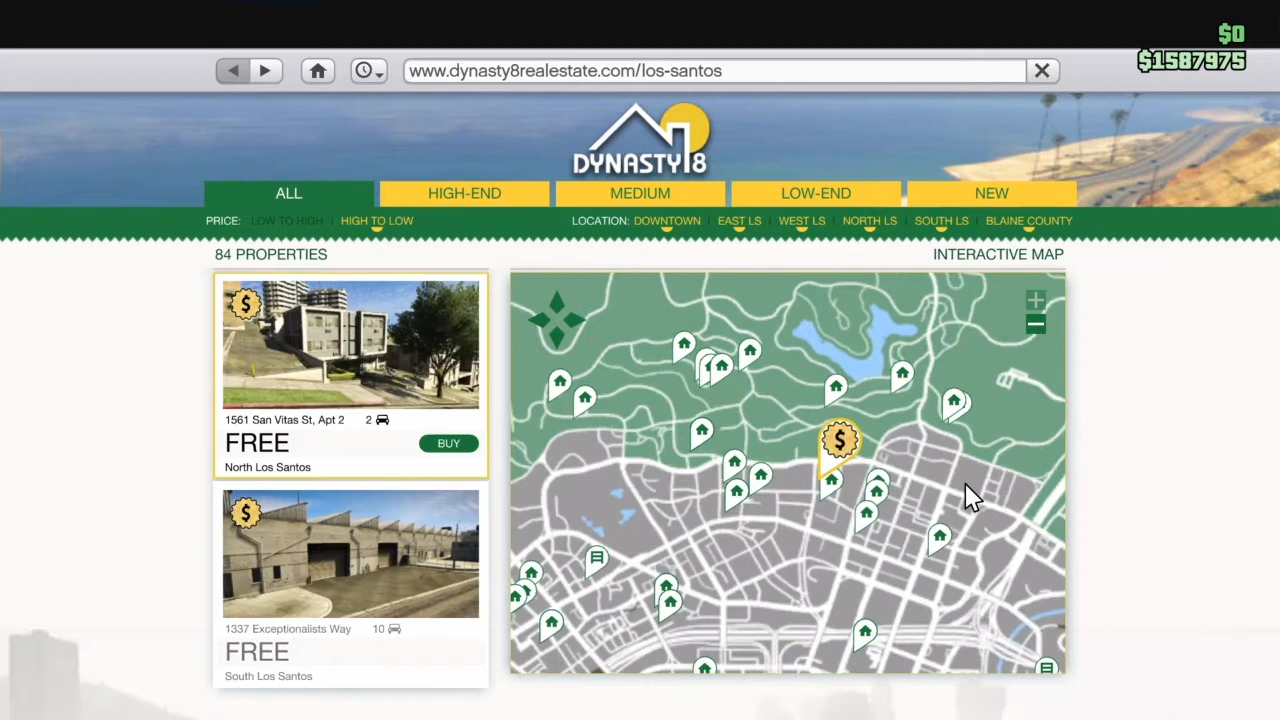 $0
$1587975
www.dynasty8realestate.com/los-santos
DYNASTY 8
ALL HIGH-END MEDIUM LOW-END NEW
PRICE: LOW TO HIGH | HIGH TO LOW LOCATION: DOWNTOWN | EAST LS | WEST LS | NORTH LS | SOUTH LS | BLAINE COUNTY
84 PROPERTIES INTERACTIVE MAP
$
1561 San Vitas St, Apt 2 2
FREE BUY
North Los Santos
$
$
1337 Exceptionalists Way 10
FREE
South Los Santos